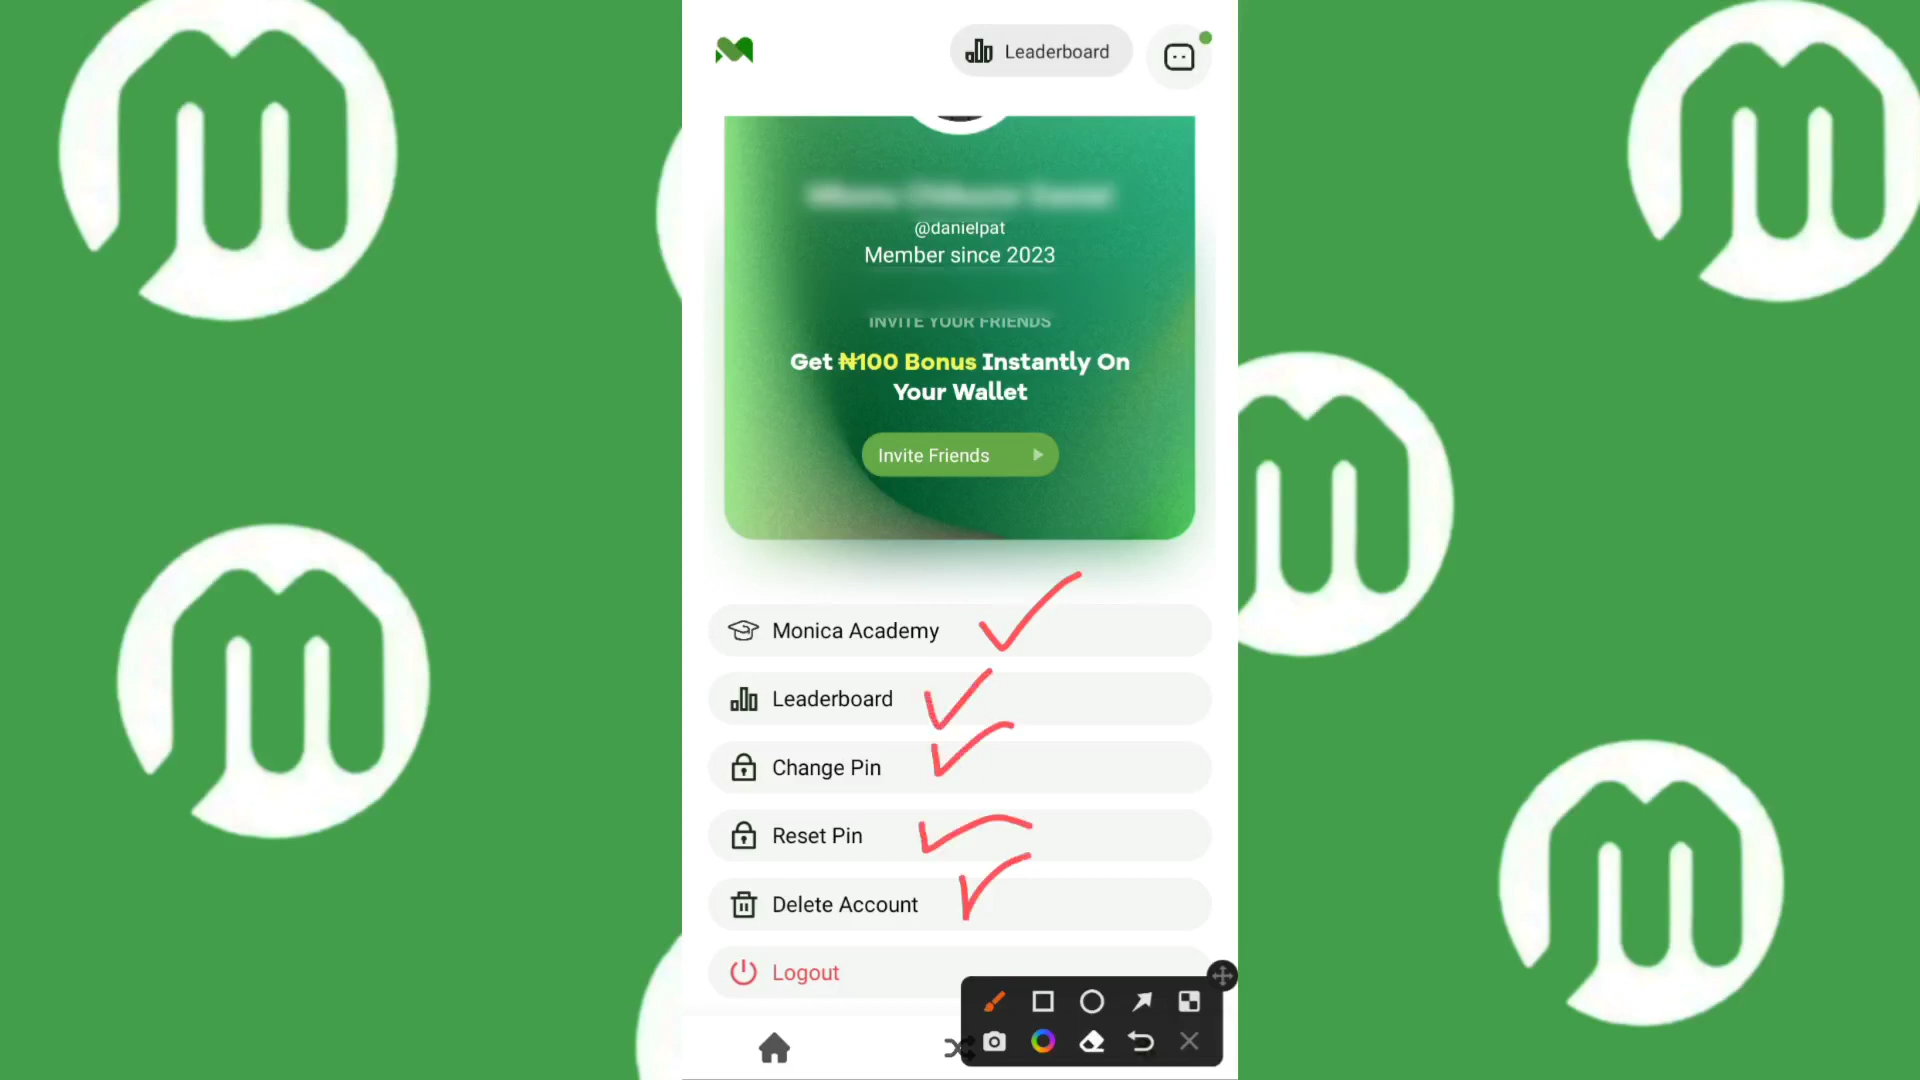 Leaderboard
@danielpat
Member since 2023
INVITE YOUR FRIENDS
Get ₦100 Bonus Instantly On
Your Wallet
Invite Friends
Monica Academy
Leaderboard
Change Pin
Reset Pin
Delete Account
Logout